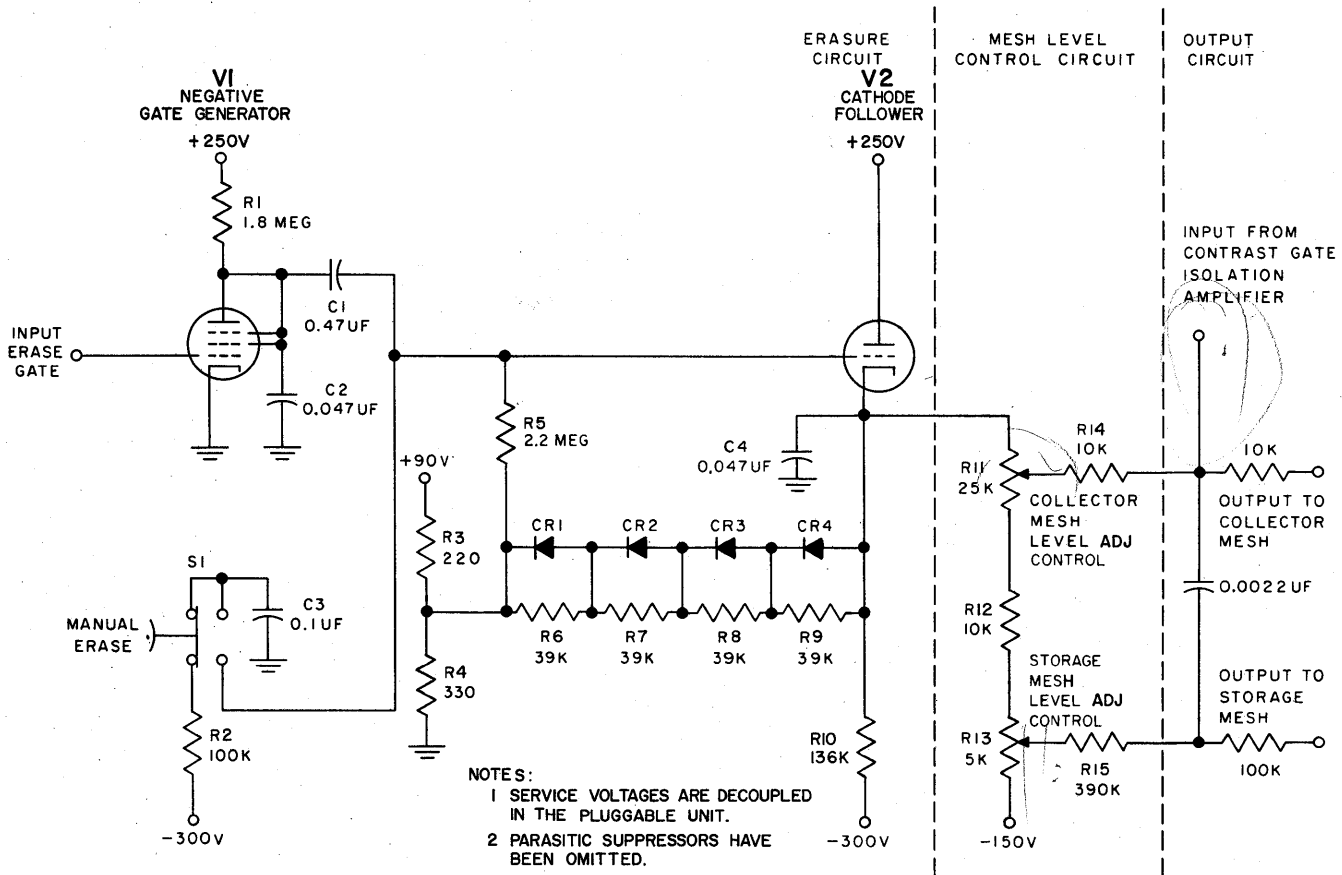 ERASURE
CIRCUIT
MESH LEVEL
CONTROL CIRCUIT
OUTPUT
CIRCUIT
V1
NEGATIVE
GATE GENERATOR
+250V
V2
CATHODE
FOLLOWER
+250V
R1
1.8 MEG
C1
0.47UF
INPUT
ERASE
GATE
C2
0.047UF
INPUT FROM
CONTRAST GATE
ISOLATION
AMPLIFIER
R5
2.2 MEG
+90V
C4
0.047UF
R11
25K
R14
10K
10K
COLLECTOR
MESH
LEVEL ADJ
CONTROL
OUTPUT TO
COLLECTOR
MESH
R3
220
CR1
CR2
CR3
CR4
S1
C3
0.1UF
MANUAL
ERASE
R6
39K
R7
39K
R8
39K
R9
39K
R12
10K
0.0022UF
R4
330
STORAGE
MESH
LEVEL ADJ
CONTROL
OUTPUT TO
STORAGE
MESH
R2
100K
R10
136K
R13
5K
R15
390K
100K
-300V
-300V
-150V
NOTES:
1 SERVICE VOLTAGES ARE DECOUPLED
IN THE PLUGGABLE UNIT.
2 PARASITIC SUPPRESSORS HAVE
BEEN OMITTED.